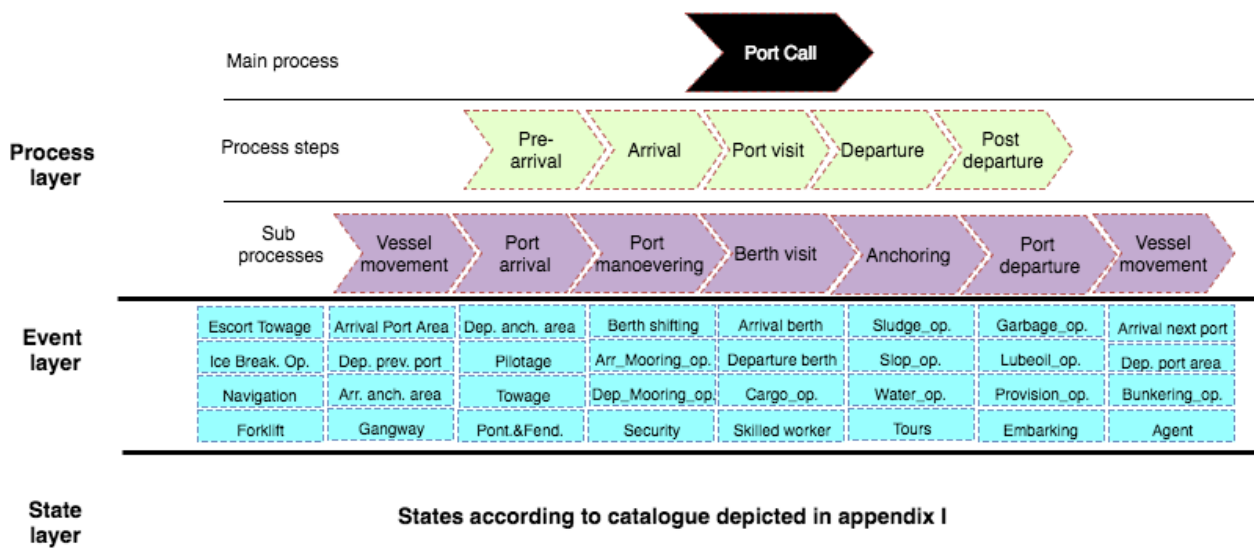 Main process
Port Call
Process
layer
Process steps
Pre-
arrival
Arrival
Port visit
Departure
Post
departure
Sub
processes
Vessel
movement
Port
arrival
Port
manoevering
Berth visit
Anchoring
Port
departure
Vessel
movement
Event
layer
Escort Towage
Arrival Port Area
Dep. anch. area
Berth shifting
Arrival berth
Sludge_op.
Garbage_op.
Arrival next port
Ice Break. Op.
Dep. prev. port
Pilotage
Arr_Mooring_op.
Departure berth
Slop_op.
Lubeoil_op.
Dep. port area
Navigation
Arr. anch. area
Towage
Dep_Mooring_op.
Cargo_op.
Water_op.
Provision_op.
Bunkering_op.
Forklift
Gangway
Pont.&Fend.
Security
Skilled worker
Tours
Embarking
Agent
State
layer
States according to catalogue depicted in appendix I